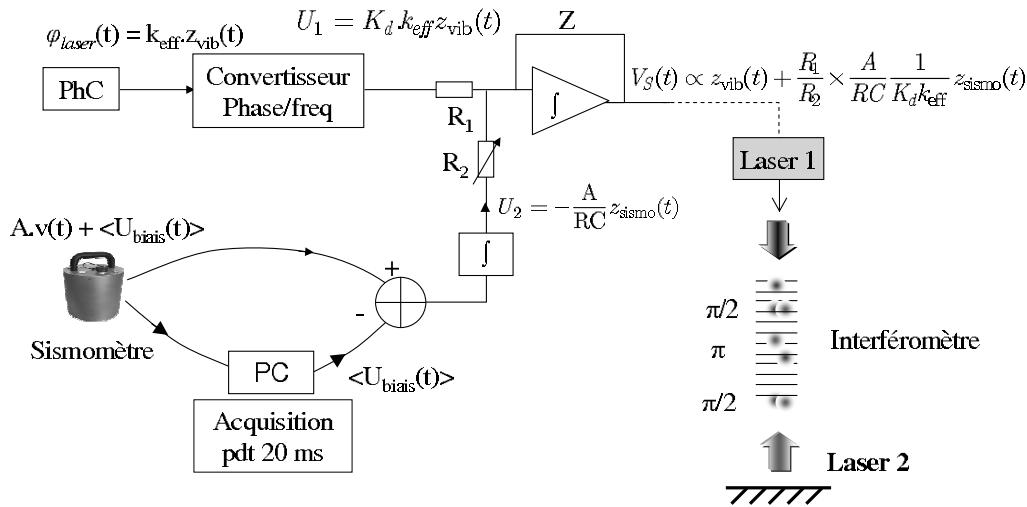 φlaser(t) = keff.zvib(t)
U1 = Kd.keff zvib(t)
Z
PhC
Convertisseur
Phase/freq
R1
∫
VS(t) ∝ zvib(t) + R1/R2 × A/RC 1/Kdkeff zsismo(t)
R2
Laser 1
U2 = −A/RC zsismo(t)
A.v(t) + <Ubiais(t)>
∫
+
-
π/2
Sismomètre
π
Interféromètre
PC
<Ubiais(t)>
π/2
Acquisition
pdt 20 ms
Laser 2